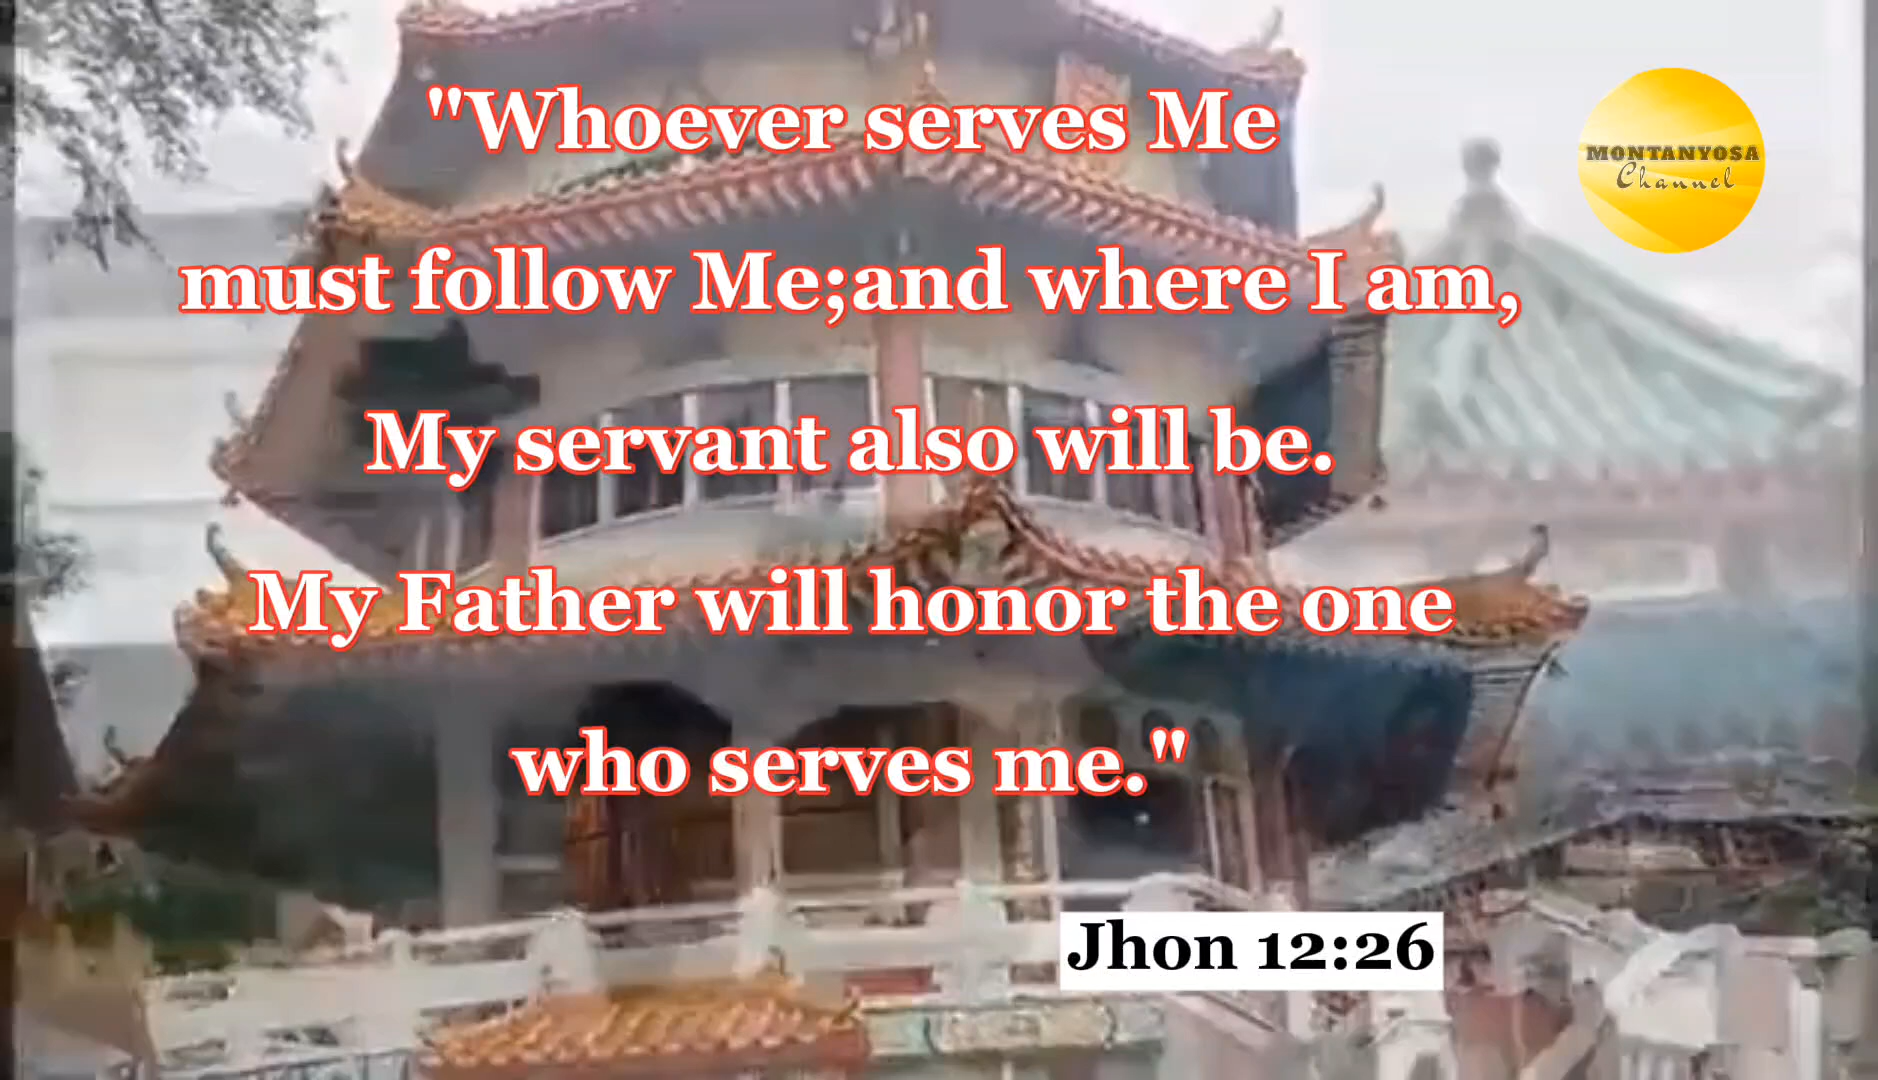 "Whoever serves Me
must follow Me;and where I am,
My servant also will be.
My Father will honor the one
who serves me."
Jhon 12:26
MONTANYOSA
Channel